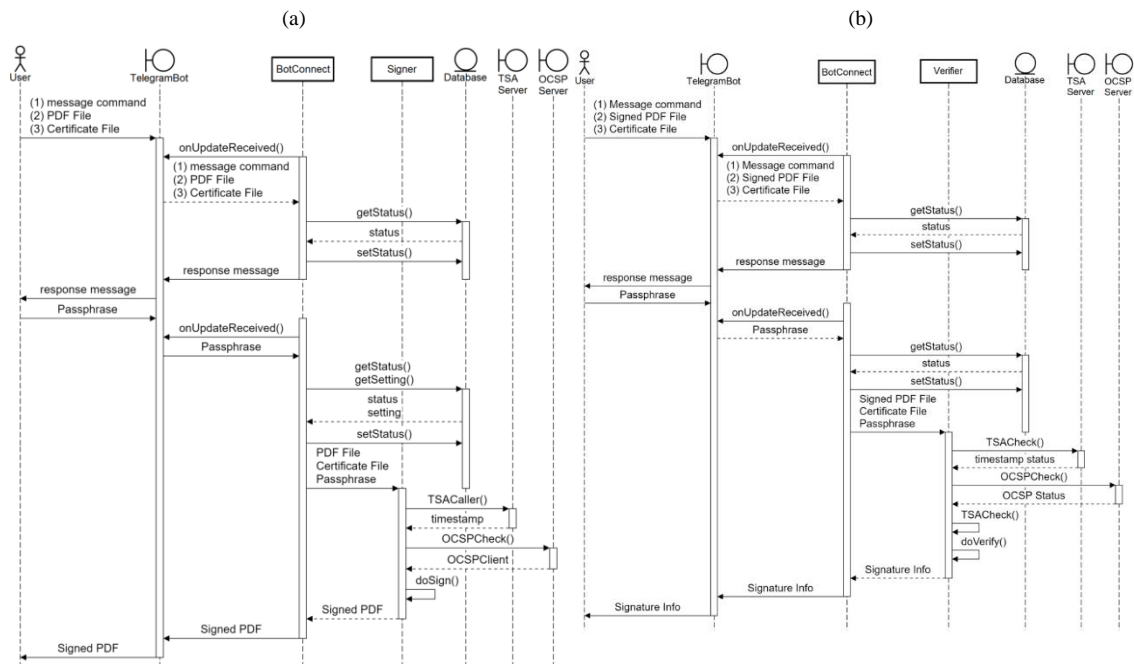 (a)
User
TelegramBot
BotConnect
Signer
Database
TSA
Server
OCSP
Server
(1) message command
(2) PDF File
(3) Certificate File
onUpdateReceived()
(1) message command
(2) PDF File
(3) Certificate File
getStatus()
status
setStatus()
response message
response message
Passphrase
onUpdateReceived()
Passphrase
getStatus()
getSetting()
status
setting
setStatus()
PDF File
Certificate File
Passphrase
TSACaller()
timestamp
OCSPCheck()
OCSPClient
doSign()
Signed PDF
Signed PDF
Signed PDF
(b)
User
TelegramBot
BotConnect
Verifier
Database
TSA
Server
OCSP
Server
(1) Message command
(2) Signed PDF File
(3) Certificate File
onUpdateReceived()
(1) Message command
(2) Signed PDF File
(3) Certificate File
getStatus()
status
setStatus()
response message
response message
Passphrase
onUpdateReceived()
Passphrase
getStatus()
status
setStatus()
Signed PDF File
Certificate File
Passphrase
TSACheck()
timestamp status
OCSPCheck()
OCSP Status
TSACheck()
doVerify()
Signature Info
Signature Info
Signature Info